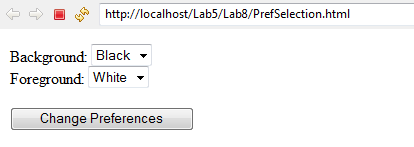 http://localhost/Lab5/Lab8/PrefSelection.html
Background: Black
Foreground: White
Change Preferences